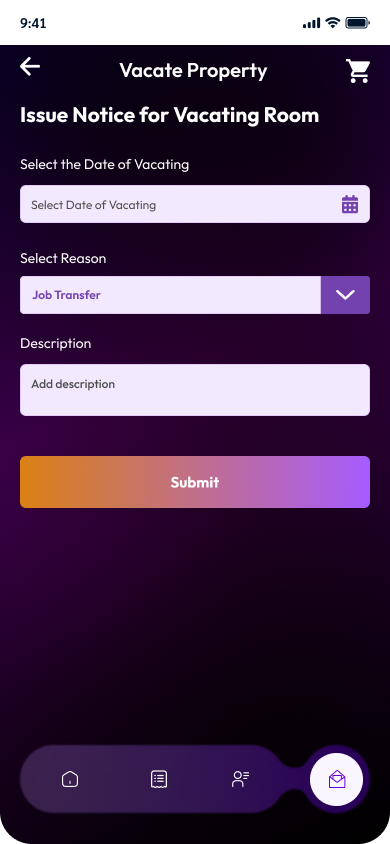 9:41
Vacate Property
Issue Notice for Vacating Room
Select the Date of Vacating
Select Date of Vacating
Select Reason
Job Transfer
Description
Add description
Submit